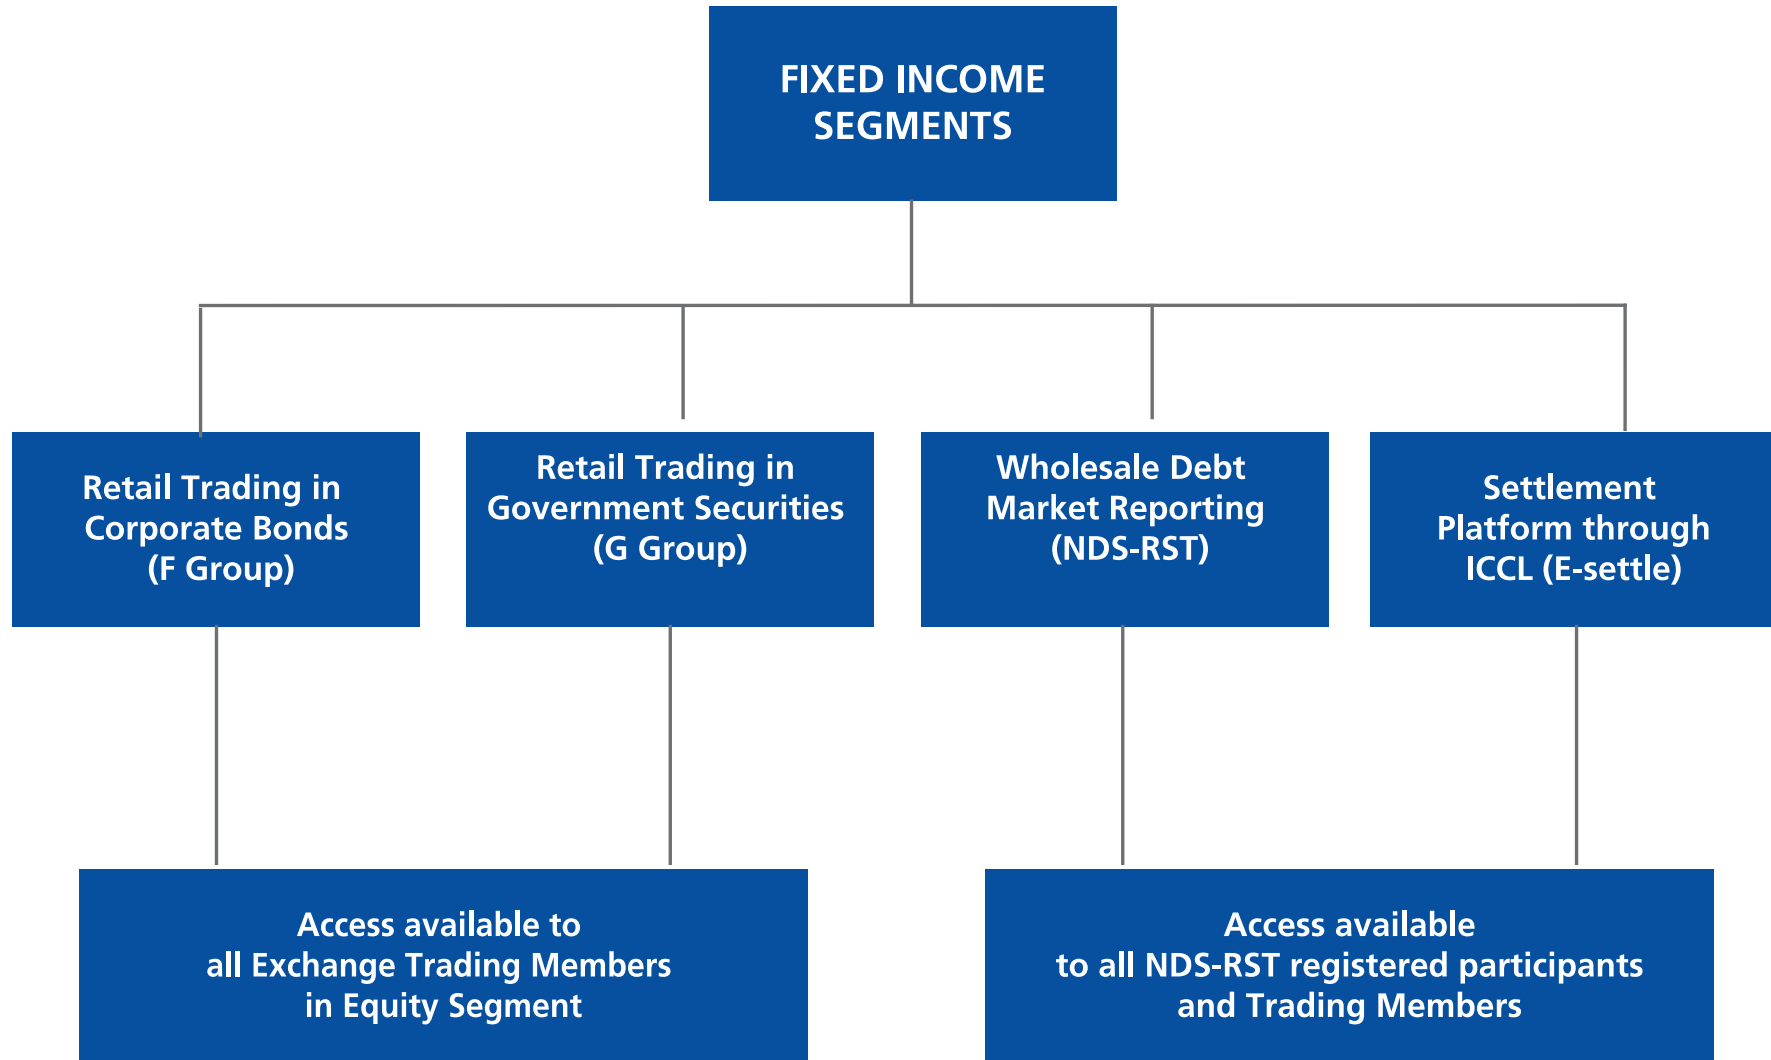 FIXED INCOME
SEGMENTS
Retail Trading in
Corporate Bonds
(F Group)
Retail Trading in
Government Securities
(G Group)
Wholesale Debt
Market Reporting
(NDS-RST)
Settlement
Platform through
ICCL (E-settle)
Access available to
all Exchange Trading Members
in Equity Segment
Access available
to all NDS-RST registered participants
and Trading Members